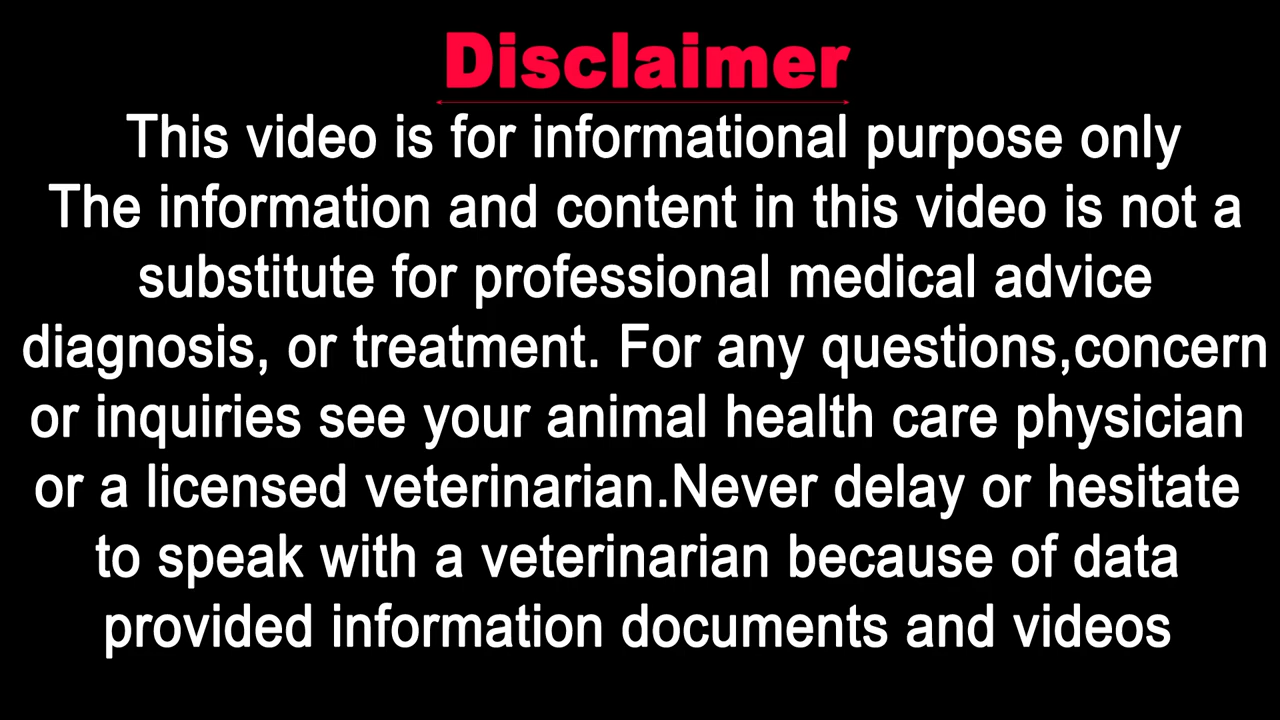 Disclaimer
This video is for informational purpose only
The information and content in this video is not a
substitute for professional medical advice
diagnosis, or treatment. For any questions,concern
or inquiries see your animal health care physician
or a licensed veterinarian.Never delay or hesitate
to speak with a veterinarian because of data
provided information documents and videos